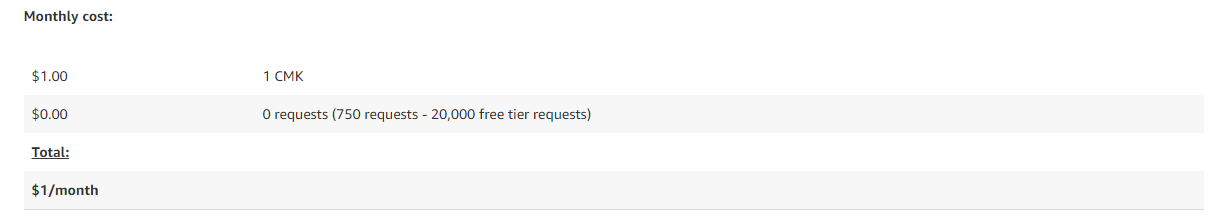 Monthly cost:
$1.00 1 CMK
$0.00 0 requests (750 requests - 20,000 free tier requests)
Total:
$1/month